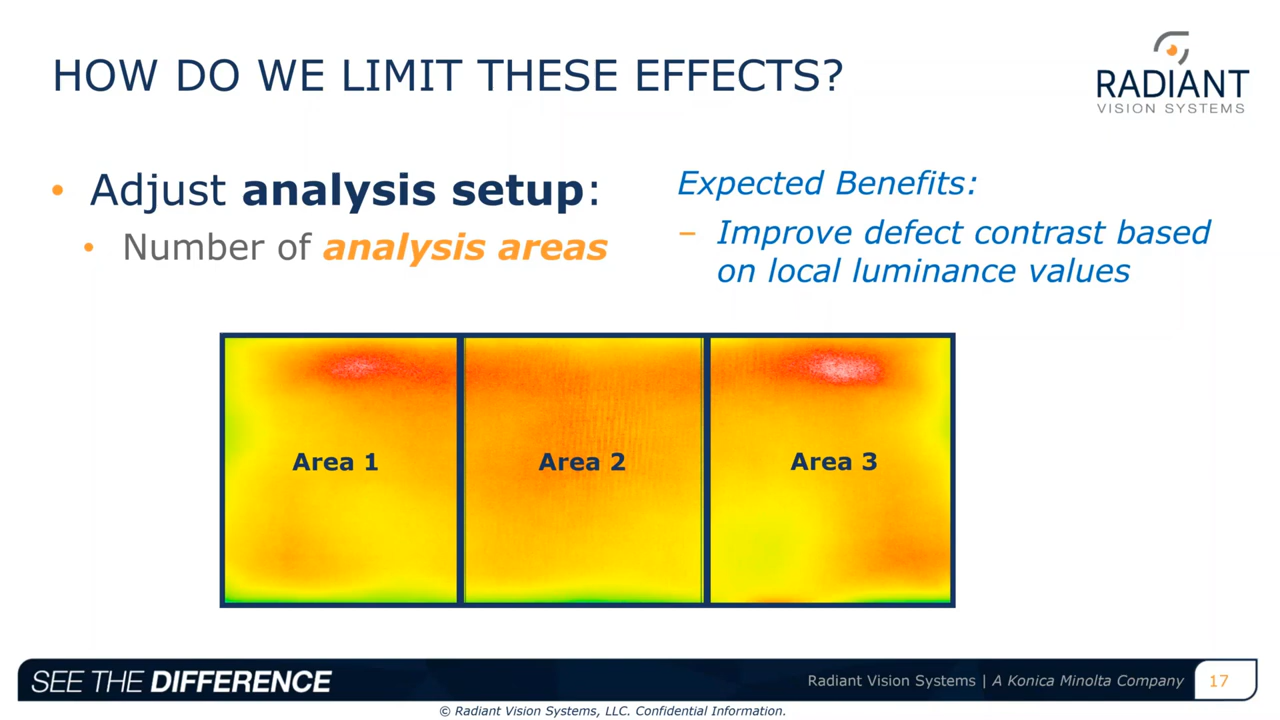 HOW DO WE LIMIT THESE EFFECTS?
RADIANT
VISION SYSTEMS
• Adjust analysis setup:
• Number of analysis areas
Expected Benefits:
– Improve defect contrast based
on local luminance values
Area 1
Area 2
Area 3
SEE THE DIFFERENCE
Radiant Vision Systems | A Konica Minolta Company
17
© Radiant Vision Systems, LLC. Confidential Information.